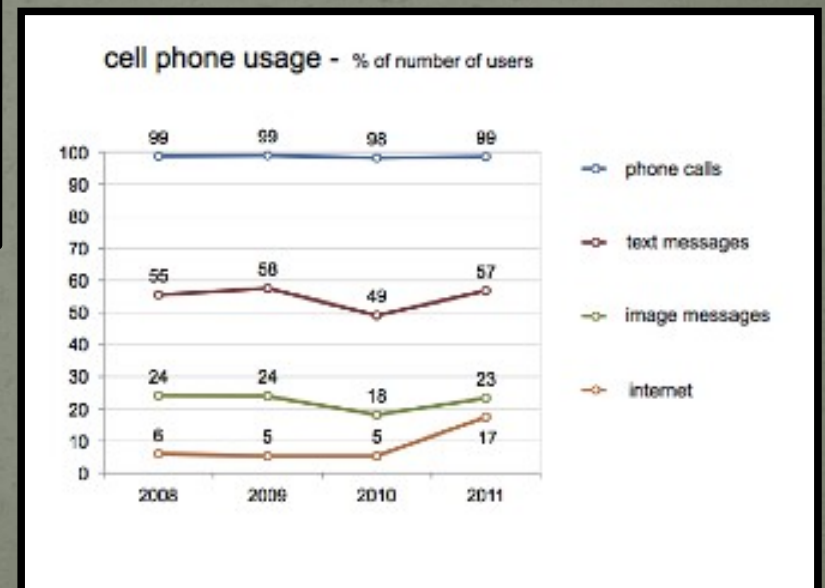 cell phone usage - % of number of users
99 99 98 99
100
90
80
70
60
50
40
30
20
10
0
55 58 49 57
24 24 18 23
6 5 5 17
2008 2009 2010 2011
phone calls
text messages
image messages
internet